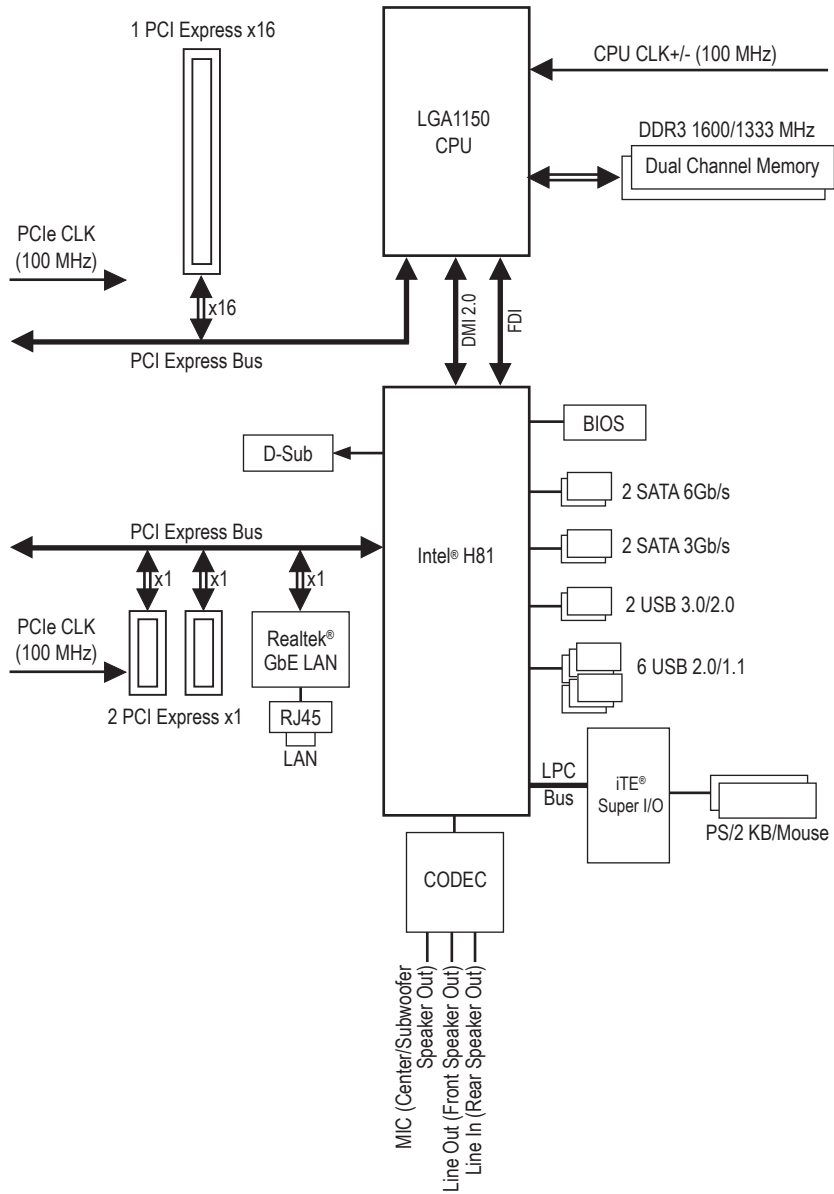 1 PCI Express x16
CPU CLK+/- (100 MHz)
LGA1150
CPU
DDR3 1600/1333 MHz
Dual Channel Memory
PCIe CLK
(100 MHz)
x16
DMI 2.0
FDI
PCI Express Bus
BIOS
D-Sub
2 SATA 6Gb/s
PCI Express Bus
Intel® H81
2 SATA 3Gb/s
x1
x1
x1
2 USB 3.0/2.0
PCIe CLK
(100 MHz)
Realtek®
GbE LAN
6 USB 2.0/1.1
2 PCI Express x1
RJ45
LAN
LPC
Bus
iTE®
Super I/O
PS/2 KB/Mouse
CODEC
MIC (Center/Subwoofer
Speaker Out)
Line Out (Front Speaker Out)
Line In (Rear Speaker Out)